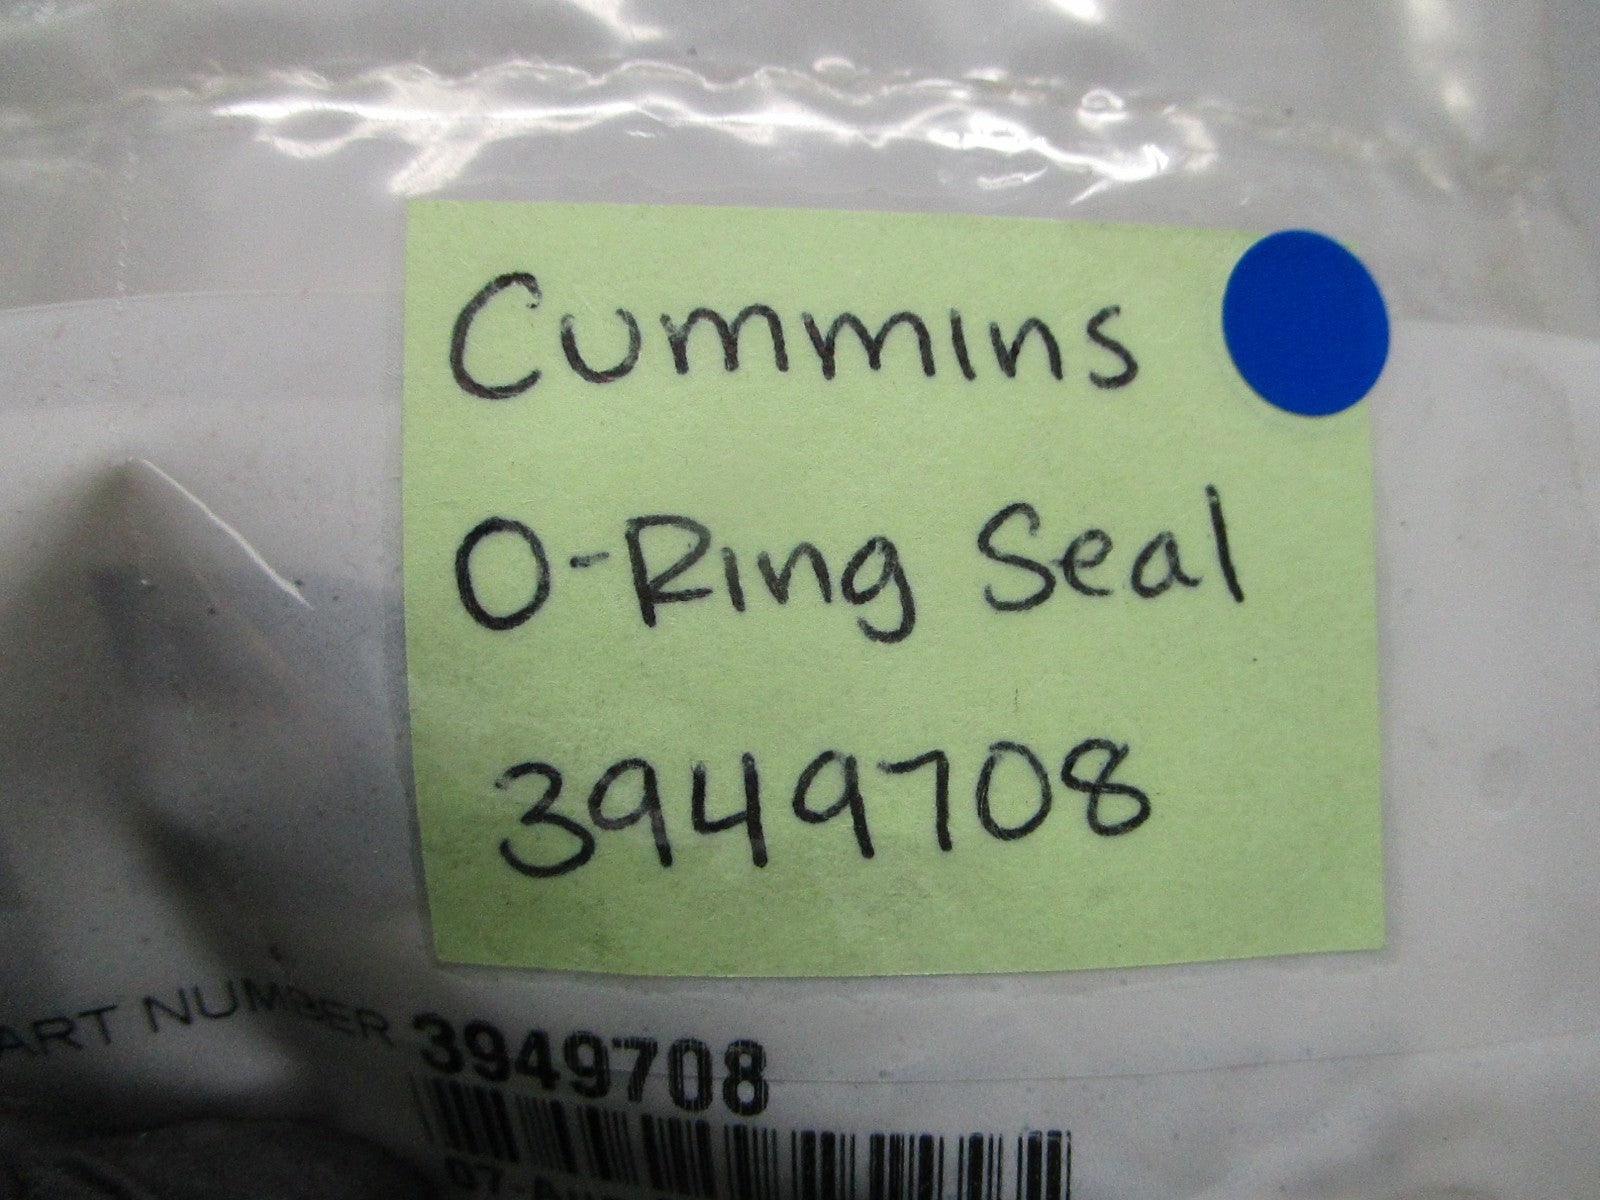 Cummins
O-Ring Seal
3949708
ART NUMBER 3949708